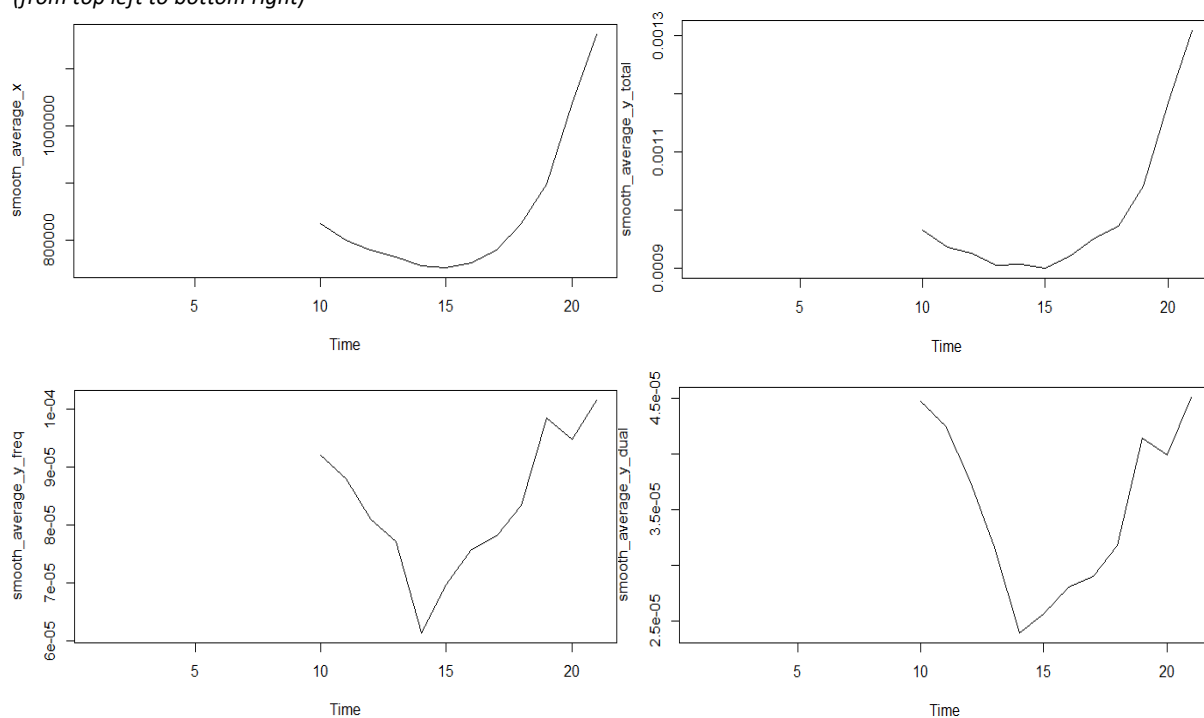 (from top left to bottom right)
smooth_average_x
800000
1000000
5
10
15
20
Time
smooth_average_y_total
0.0009
0.0011
0.0013
5
10
15
20
Time
smooth_average_y_freq
6e-05
7e-05
8e-05
9e-05
1e-04
5
10
15
20
Time
smooth_average_y_dual
2.5e-05
3.5e-05
4.5e-05
5
10
15
20
Time